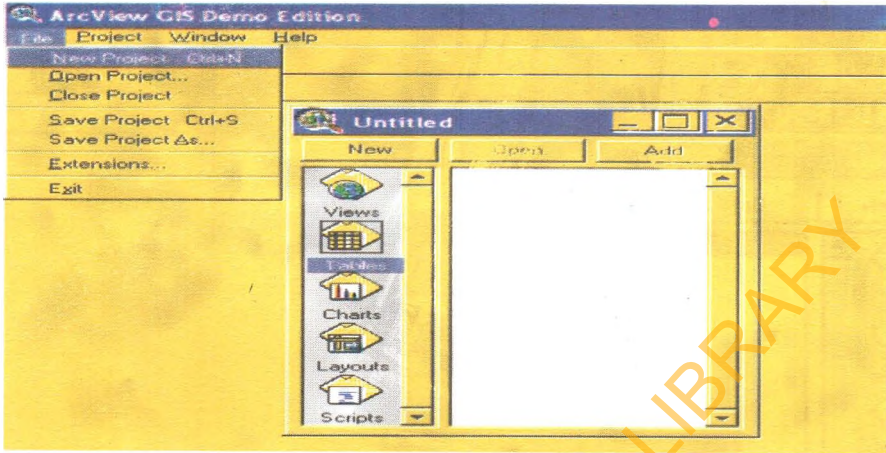 ArcView GIS Demo Edition
File Project Window Help
New Project Ctrl+N
Open Project...
Close Project
Save Project Ctrl+S
Save Project As...
Extensions...
Exit
Untitled
New Open Add
Views
Tables
Charts
Layouts
Scripts
LIBRARY